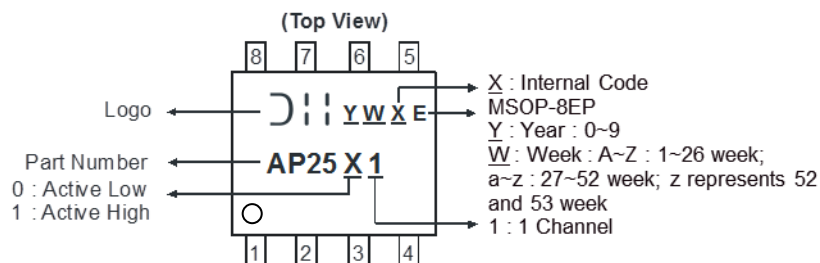 (Top View)
8 7 6 5
Logo
Y W X E
X : Internal Code
MSOP-8EP
Y : Year : 0~9
W : Week : A~Z : 1~26 week;
a~z : 27~52 week; z represents 52
and 53 week
Part Number
AP25 X 1
0 : Active Low
1 : Active High
1 : 1 Channel
1 2 3 4